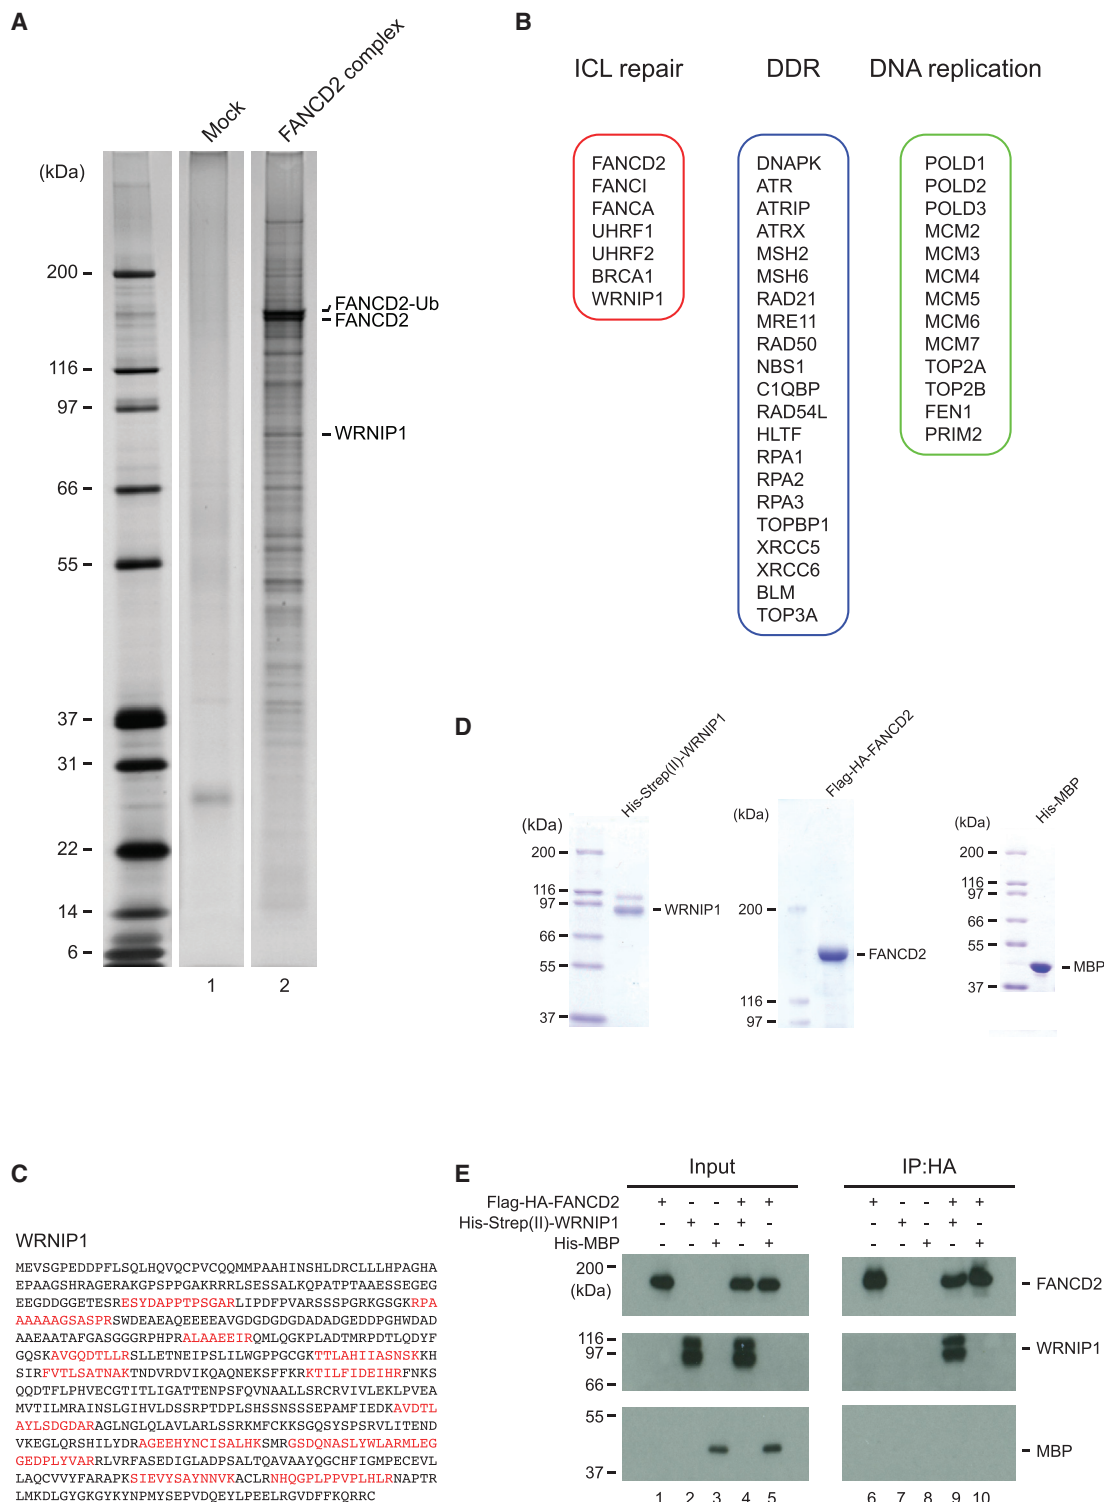 A
Mock
FANCD2 complex
(kDa)
200
116
97
66
55
37
31
22
14
6
FANCD2-Ub
FANCD2
WRNIP1
1
2
B
ICL repair
DDR
DNA replication
FANCD2
FANCI
FANCA
UHRF1
UHRF2
BRCA1
WRNIP1
DNAPK
ATR
ATRIP
ATRX
MSH2
MSH6
RAD21
MRE11
RAD50
NBS1
C1QBP
RAD54L
HLTF
RPA1
RPA2
RPA3
TOPBP1
XRCC5
XRCC6
BLM
TOP3A
POLD1
POLD2
POLD3
MCM2
MCM3
MCM4
MCM5
MCM6
MCM7
TOP2A
TOP2B
FEN1
PRIM2
C
WRNIP1
MEVSGPEDDPFLSQLHQVQCPVCQQMMPAAHINSHLDRCLLLHPAGHA
EPAAGSHRAGERAKGPSPPGAKRRRLSESSALKQPATPTAAESSEGEG
EEGDDGGETESRESYDAPPTPSGARLIPDFPVARSSSPGRKGSGKRPA
AAAAAGSASPRSWDEAEAQEEEEAVGDGDGDGDADADGEDDPGHWDAD
AAEAATAFGASGGGRPHPRALAAEEIRQMLQGKPLADTMRPDTLQDYF
GQSKAVGQDTLLRSLLETNEIPSLILWGPPGCGKTTLAHIIASNSKKH
SIRFVTLSATNAKTNDVRDVIKQAQNEKSFFKRKTILFIDEIHRFNKS
QQDTFLPHVECGTITLIGATTENPSFQVNAALLSRCRVIVLEKLPVEA
MVTILMRAINSLGIHVLDSSRPTDPLSHSSNSSSEPAMFIEDKAVDTL
AYLSDGDARAGLNGLQLAVLARLSSRKMFCKKSGQSYSPSRVLITEND
VKEGLQRSHILYDRAGEEHYNCISALHKSMRGSDQNASLYWLARMLEG
GEDPLYVARRLVRFASEDIGLADPSALTQAVAAYQGCHFIGMPECEVL
LAQCVVYFARAPKSIEVYSAYNNVKACLRNHQGPLPPVPLHLRNAPTR
LMKDLGYGKGYKYNPMYSEPVDQEYLPEELRGVDFFKQRRC
D
His-Strep(II)-WRNIP1
(kDa)
200
116
97
66
55
37
WRNIP1
Flag-HA-FANCD2
(kDa)
200
116
97
FANCD2
His-MBP
(kDa)
200
116
97
66
55
37
MBP
E
Input
IP:HA
Flag-HA-FANCD2 + - - + + + - - + +
His-Strep(II)-WRNIP1 - + - + - - + - + -
His-MBP - - + - + - - + - +
200
(kDa)
FANCD2
116
97
66
WRNIP1
55
37
MBP
1 2 3 4 5 6 7 8 9 10